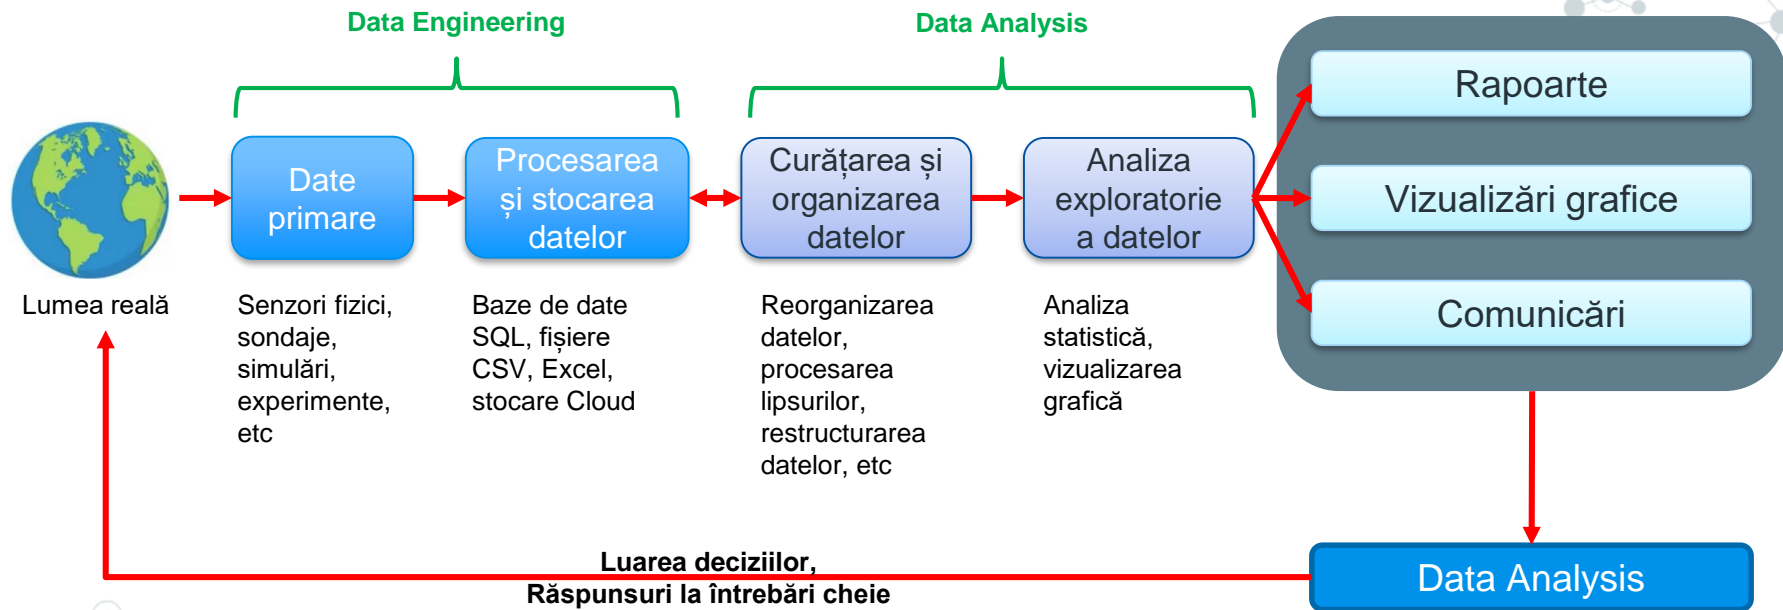 Data Engineering
Data Analysis
Lumea reală
Date
primare
Senzori fizici,
sondaje,
simulări,
experimente,
etc
Procesarea
și stocarea
datelor
Baze de date
SQL, fișiere
CSV, Excel,
stocare Cloud
Curățarea și
organizarea
datelor
Reorganizarea
datelor,
procesarea
lipsurilor,
restructurarea
datelor, etc
Analiza
exploratorie
a datelor
Analiza
statistică,
vizualizarea
grafică
Rapoarte
Vizualizări grafice
Comunicări
Data Analysis
Luarea deciziilor,
Răspunsuri la întrebări cheie